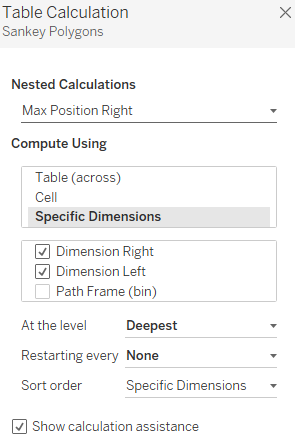 Table Calculation
Sankey Polygons
Nested Calculations
Max Position Right
Compute Using
Table (across)
Cell
Specific Dimensions
Dimension Right
Dimension Left
Path Frame (bin)
At the level Deepest
Restarting every None
Sort order Specific Dimensions
Show calculation assistance